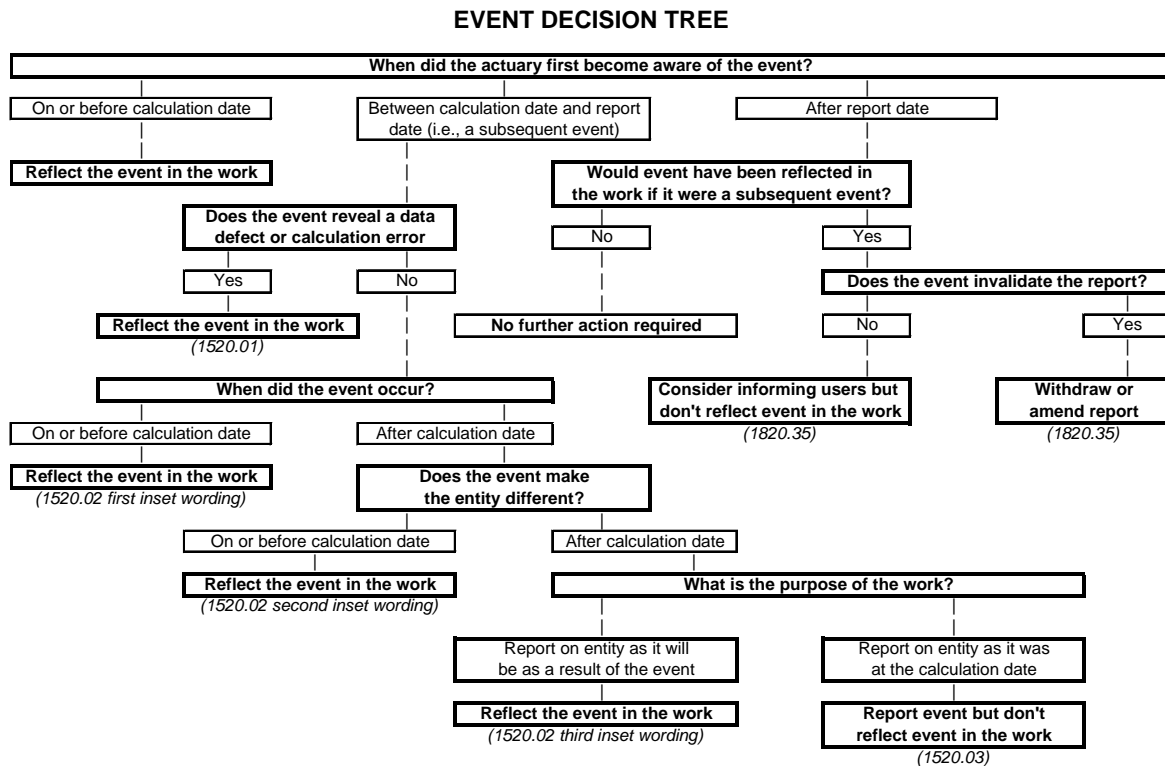 EVENT DECISION TREE
When did the actuary first become aware of the event?
On or before calculation date
Between calculation date and report
date (i.e., a subsequent event)
After report date
Reflect the event in the work
Would event have been reflected in
the work if it were a subsequent event?
Does the event reveal a data
defect or calculation error
No
Yes
Yes
No
Does the event invalidate the report?
Reflect the event in the work
(1520.01)
No further action required
No
Yes
When did the event occur?
Consider informing users but
don't reflect event in the work
(1820.35)
Withdraw or
amend report
(1820.35)
On or before calculation date
After calculation date
Reflect the event in the work
(1520.02 first inset wording)
Does the event make
the entity different?
On or before calculation date
After calculation date
Reflect the event in the work
(1520.02 second inset wording)
What is the purpose of the work?
Report on entity as it will
be as a result of the event
Report on entity as it was
at the calculation date
Reflect the event in the work
(1520.02 third inset wording)
Report event but don't
reflect event in the work
(1520.03)